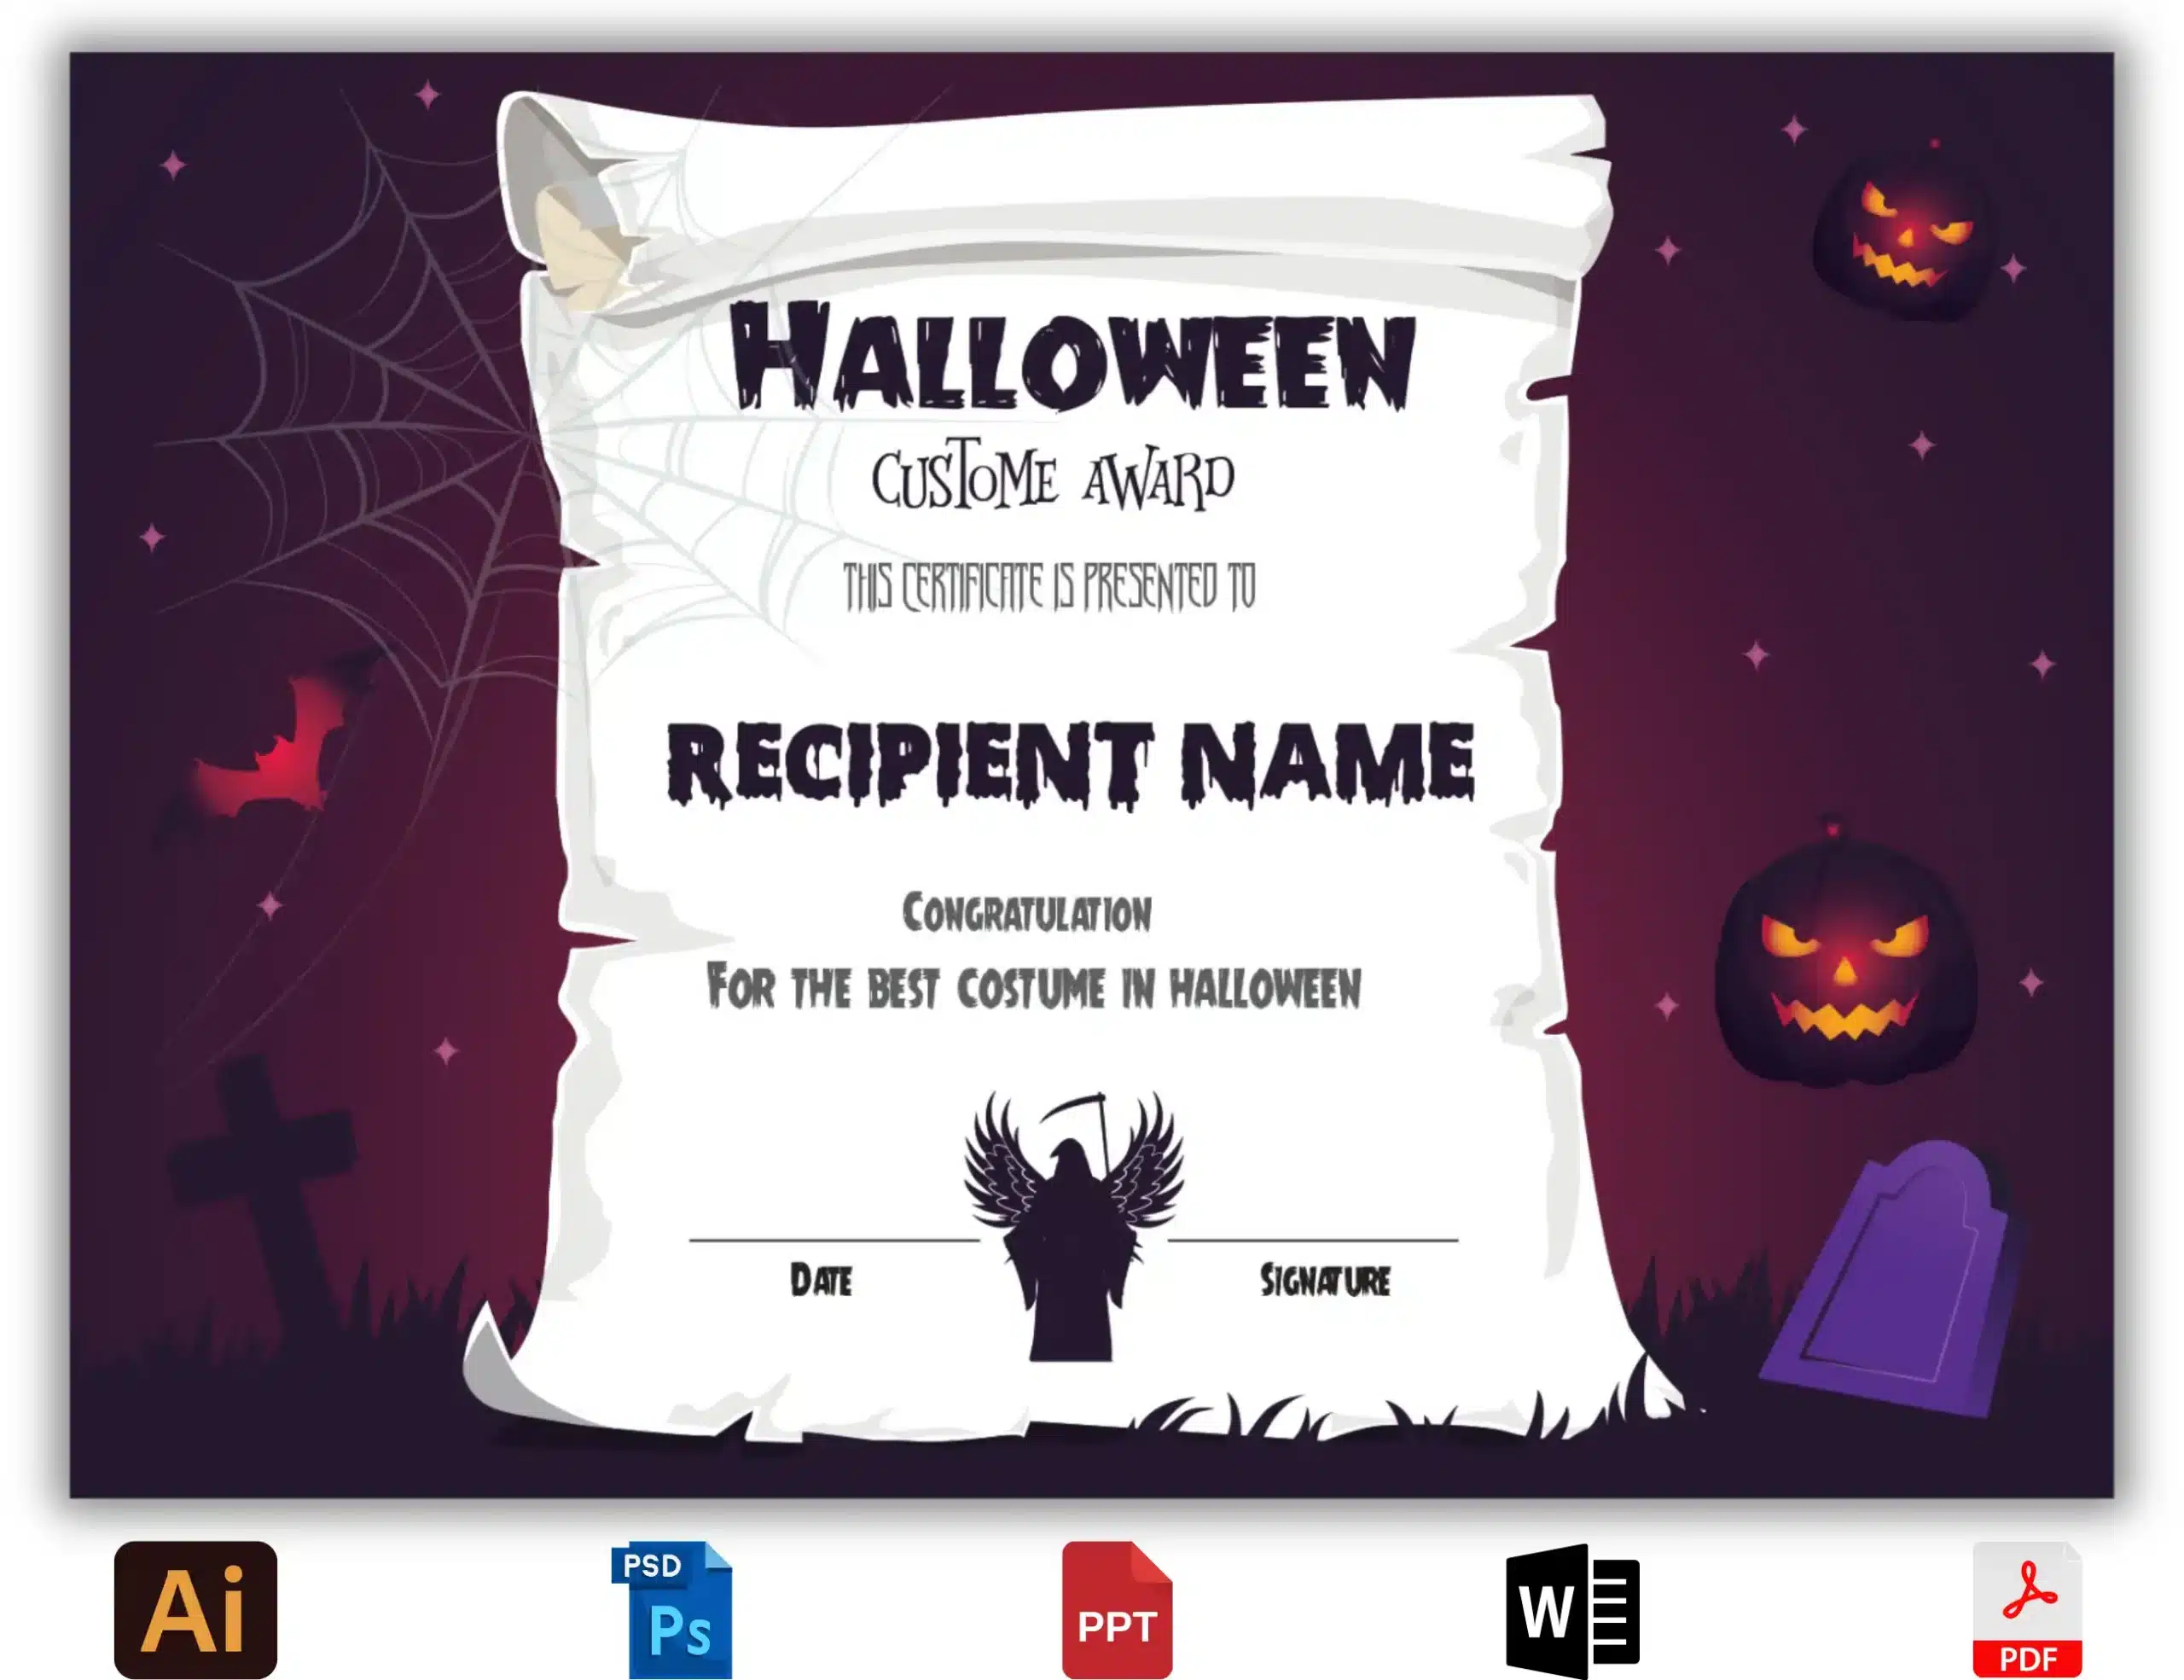 HALLOWEEN
CUSTOME AWARD
THIS CERTIFICATE IS PRESENTED TO
RECIPIENT NAME
CONGRATULATION
FOR THE BEST COSTUME IN HALLOWEEN
DATE SIGNATURE
Ai PSD Ps PPT W PDF